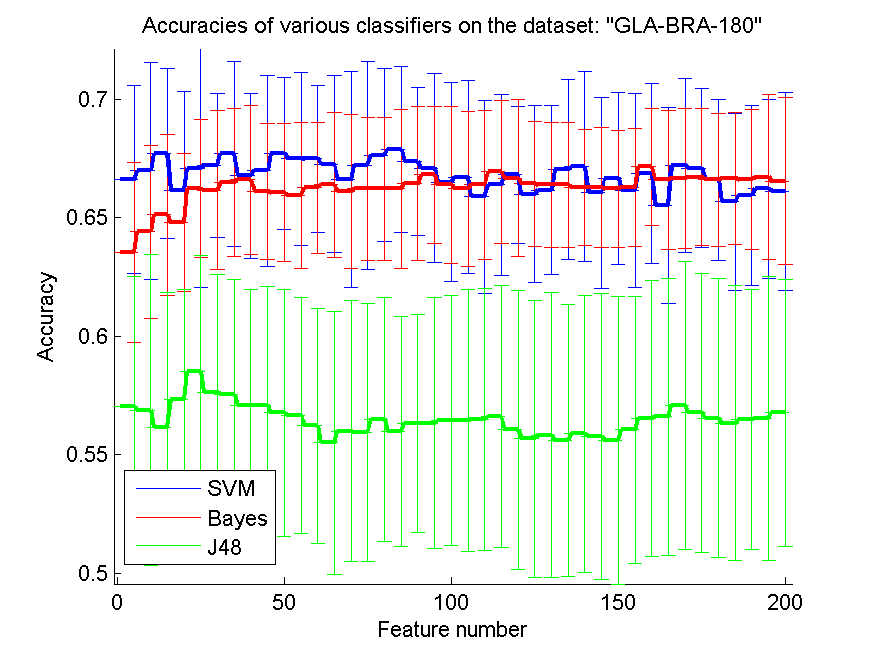 Accuracies of various classifiers on the dataset: "GLA-BRA-180"
0.7
0.65
0.6
0.55
0.5
Accuracy
SVM
Bayes
J48
0 50 100 150 200
Feature number